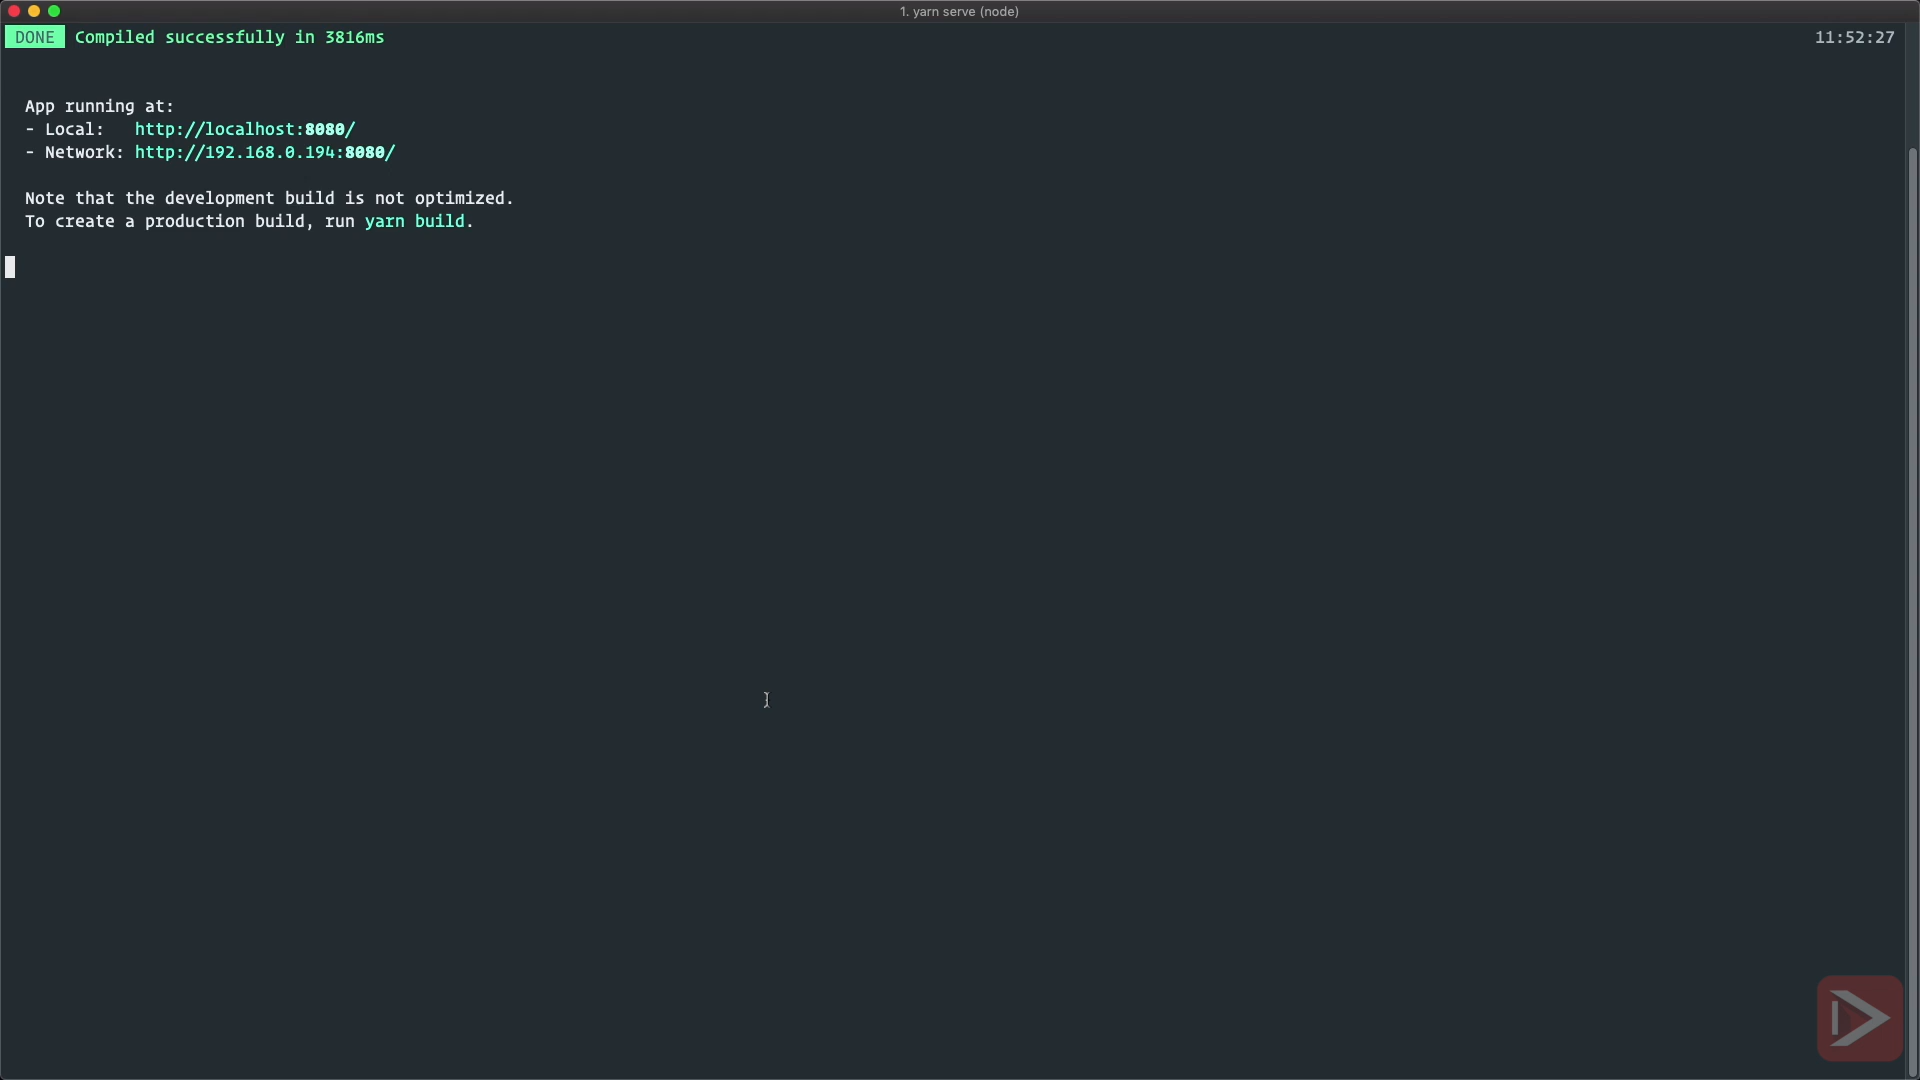 1. yarn serve (node)
DONE Compiled successfully in 3816ms 11:52:27
App running at:
- Local: http://localhost:8080/
- Network: http://192.168.0.194:8080/
Note that the development build is not optimized.
To create a production build, run yarn build.